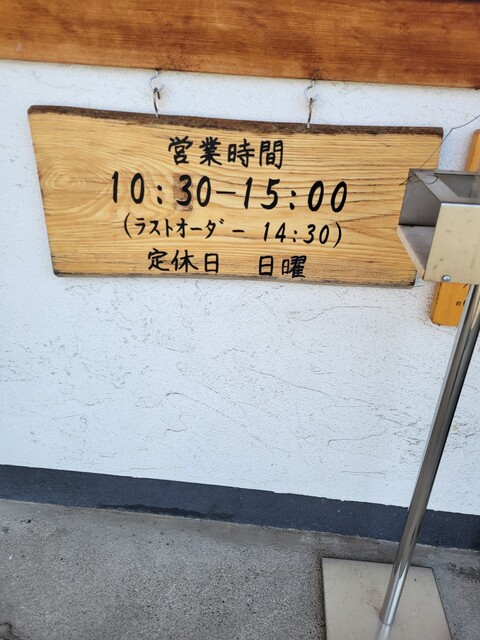 営業時間
10:30-15:00
(ラストオーダー 14:30)
定休日 日曜